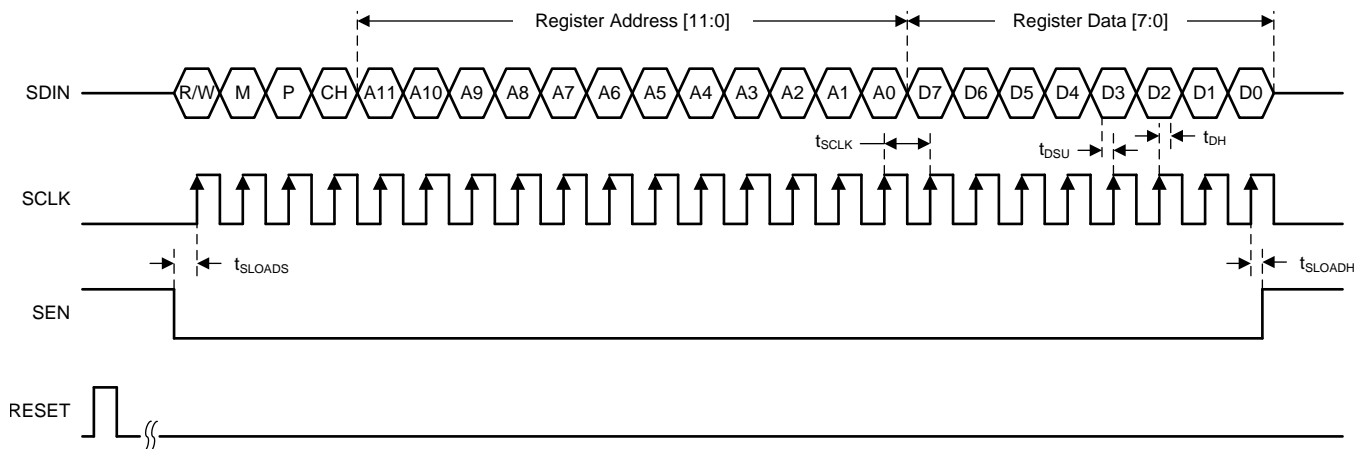 Register Address [11:0] Register Data [7:0]
SDIN R/W M P CH A11 A10 A9 A8 A7 A6 A5 A4 A3 A2 A1 A0 D7 D6 D5 D4 D3 D2 D1 D0
tSCLK tDSU tDH
SCLK
tSLOADS tSLOADH
SEN
RESET